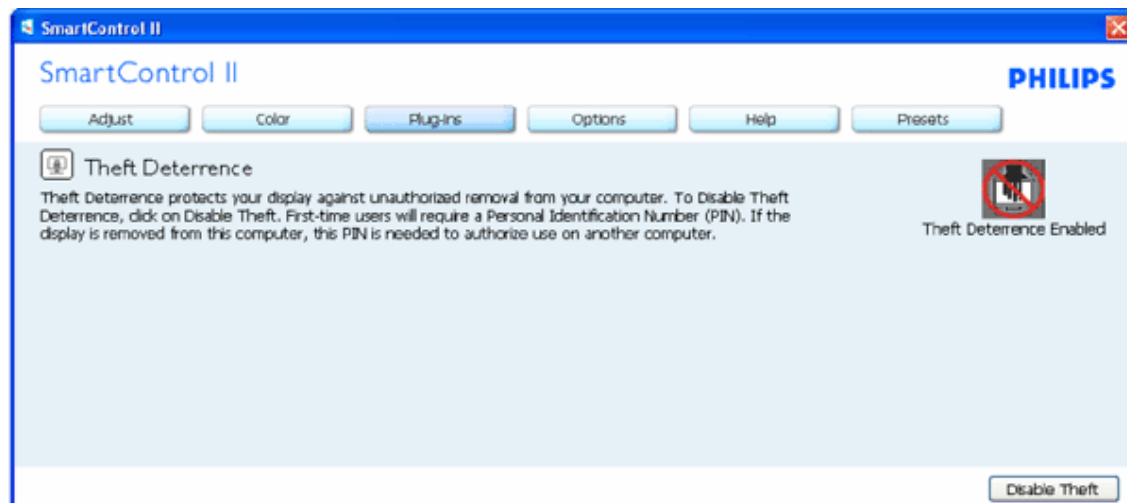 SmartControl II
SmartControl II
PHILIPS
Adjust Color Plug-Ins Options Help Presets
Theft Deterrence
Theft Deterrence protects your display against unauthorized removal from your computer. To Disable Theft
Deterrence, click on Disable Theft. First-time users will require a Personal Identification Number (PIN). If the
display is removed from this computer, this PIN is needed to authorize use on another computer.
Theft Deterrence Enabled
Disable Theft